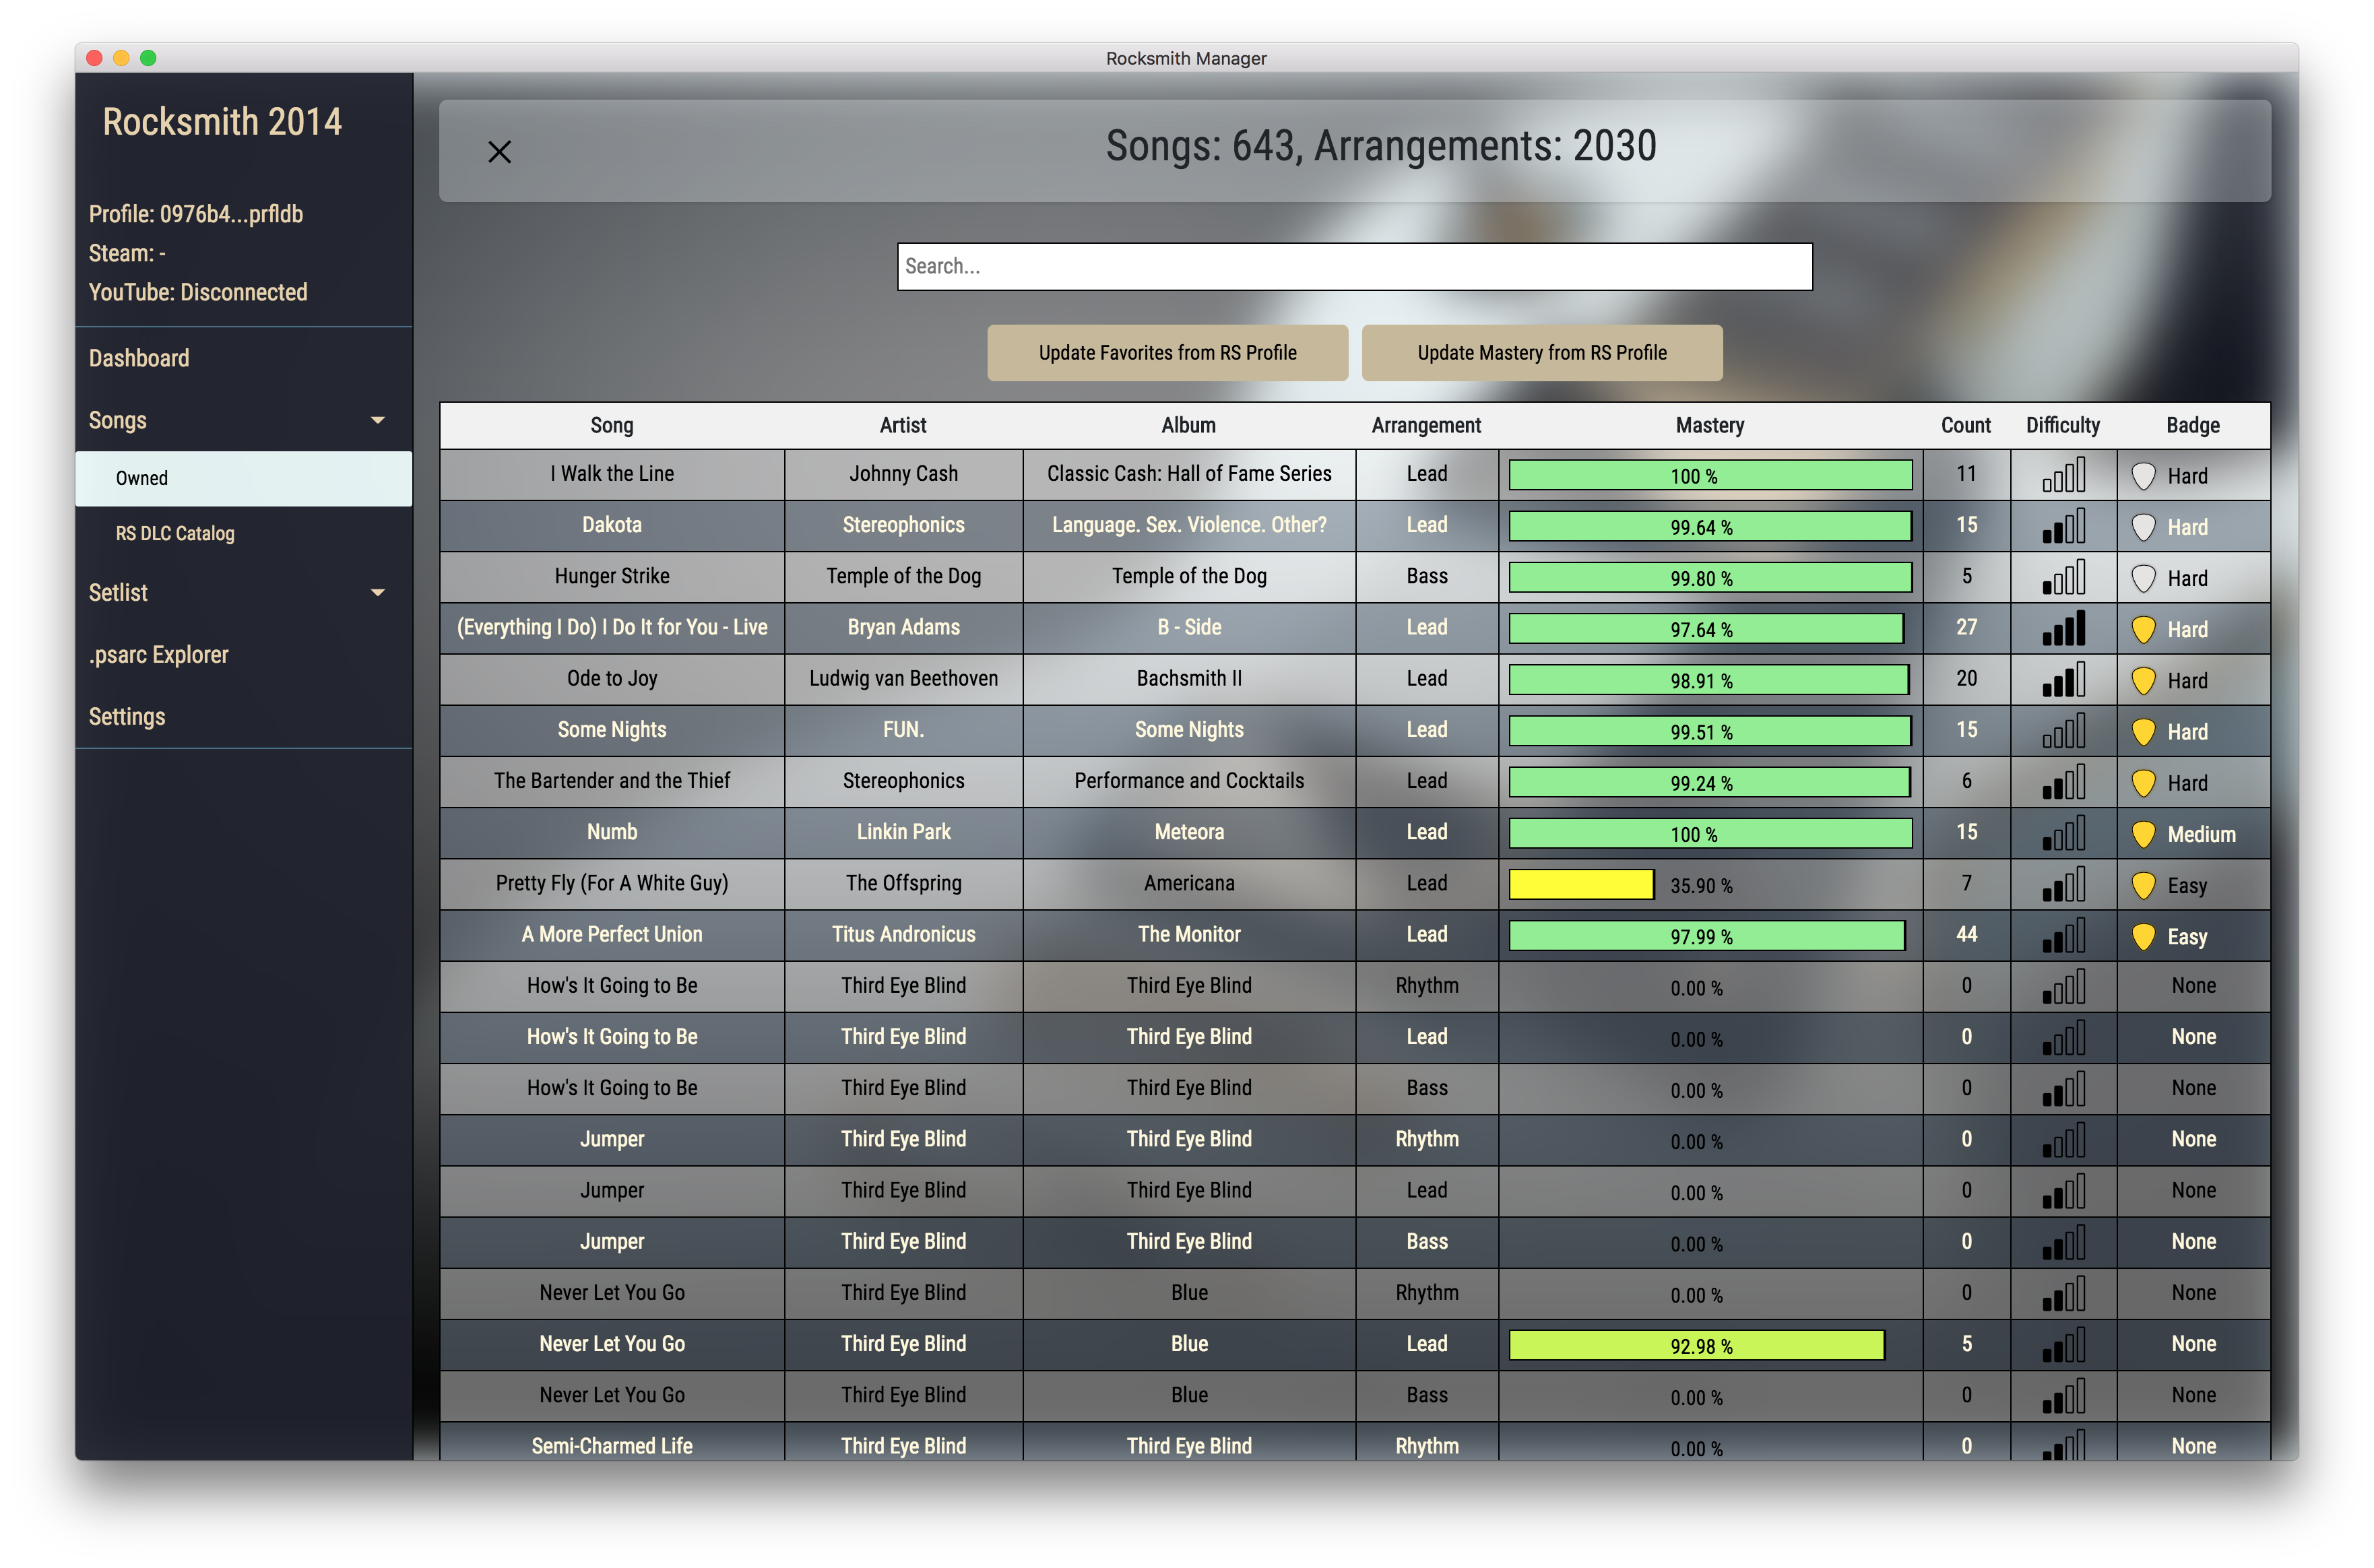 Rocksmith Manager
Rocksmith 2014
Profile: 0976b4...prfldb
Steam: -
YouTube: Disconnected
Dashboard
Songs
Owned
RS DLC Catalog
Setlist
.psarc Explorer
Settings
Songs: 643, Arrangements: 2030
Search...
Update Favorites from RS Profile Update Mastery from RS Profile
Song Artist Album Arrangement Mastery Count Difficulty Badge
I Walk the Line Johnny Cash Classic Cash: Hall of Fame Series Lead 100 % 11 Hard
Dakota Stereophonics Language. Sex. Violence. Other? Lead 99.64 % 15 Hard
Hunger Strike Temple of the Dog Temple of the Dog Bass 99.80 % 5 Hard
(Everything I Do) I Do It for You - Live Bryan Adams B - Side Lead 97.64 % 27 Hard
Ode to Joy Ludwig van Beethoven Bachsmith II Lead 98.91 % 20 Hard
Some Nights FUN. Some Nights Lead 99.51 % 15 Hard
The Bartender and the Thief Stereophonics Performance and Cocktails Lead 99.24 % 6 Hard
Numb Linkin Park Meteora Lead 100 % 15 Medium
Pretty Fly (For A White Guy) The Offspring Americana Lead 35.90 % 7 Easy
A More Perfect Union Titus Andronicus The Monitor Lead 97.99 % 44 Easy
How's It Going to Be Third Eye Blind Third Eye Blind Rhythm 0.00 % 0 None
How's It Going to Be Third Eye Blind Third Eye Blind Lead 0.00 % 0 None
How's It Going to Be Third Eye Blind Third Eye Blind Bass 0.00 % 0 None
Jumper Third Eye Blind Third Eye Blind Rhythm 0.00 % 0 None
Jumper Third Eye Blind Third Eye Blind Lead 0.00 % 0 None
Jumper Third Eye Blind Third Eye Blind Bass 0.00 % 0 None
Never Let You Go Third Eye Blind Blue Rhythm 0.00 % 0 None
Never Let You Go Third Eye Blind Blue Lead 92.98 % 5 None
Never Let You Go Third Eye Blind Blue Bass 0.00 % 0 None
Semi-Charmed Life Third Eye Blind Third Eye Blind Rhythm 0.00 % 0 None